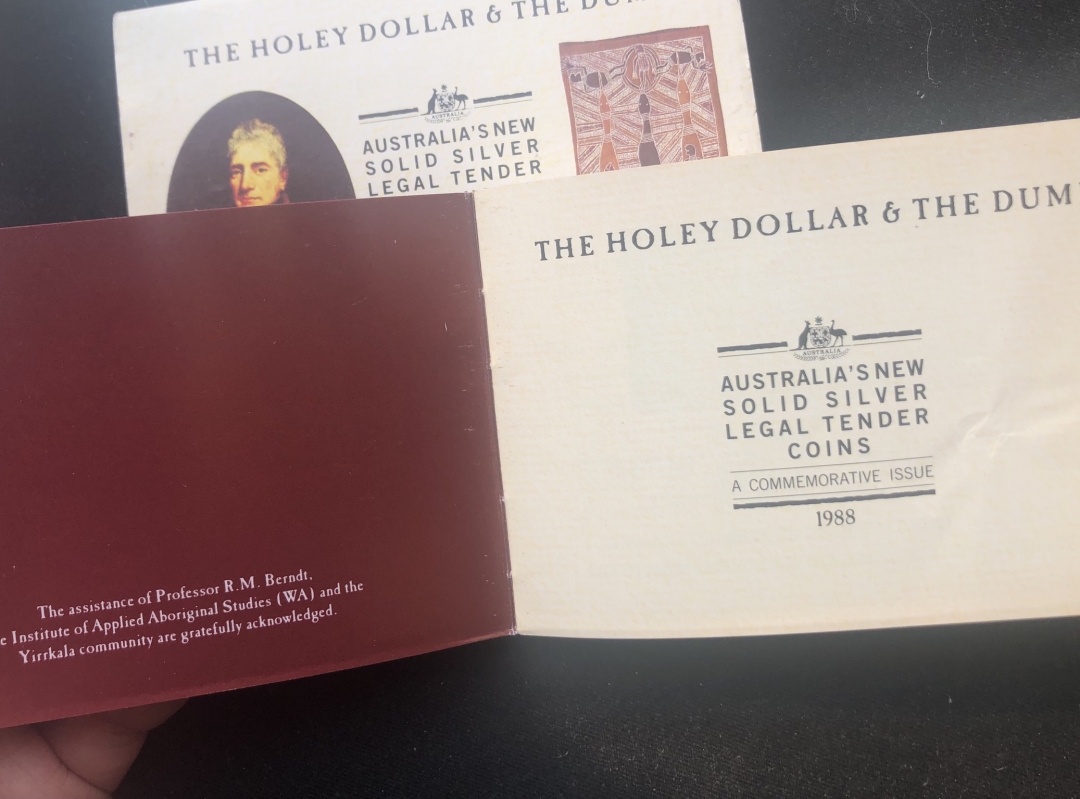 THE HOLEY DOLLAR & THE DUM
AUSTRALIA
AUSTRALIA'S NEW
SOLID SILVER
LEGAL TENDER
THE HOLEY DOLLAR & THE DUM
AUSTRALIA
AUSTRALIA'S NEW
SOLID SILVER
LEGAL TENDER
COINS
A COMMEMORATIVE ISSUE
1988
The assistance of Professor R.M. Berndt,
e Institute of Applied Aboriginal Studies (WA) and the
Yirrkala community are gratefully acknowledged.